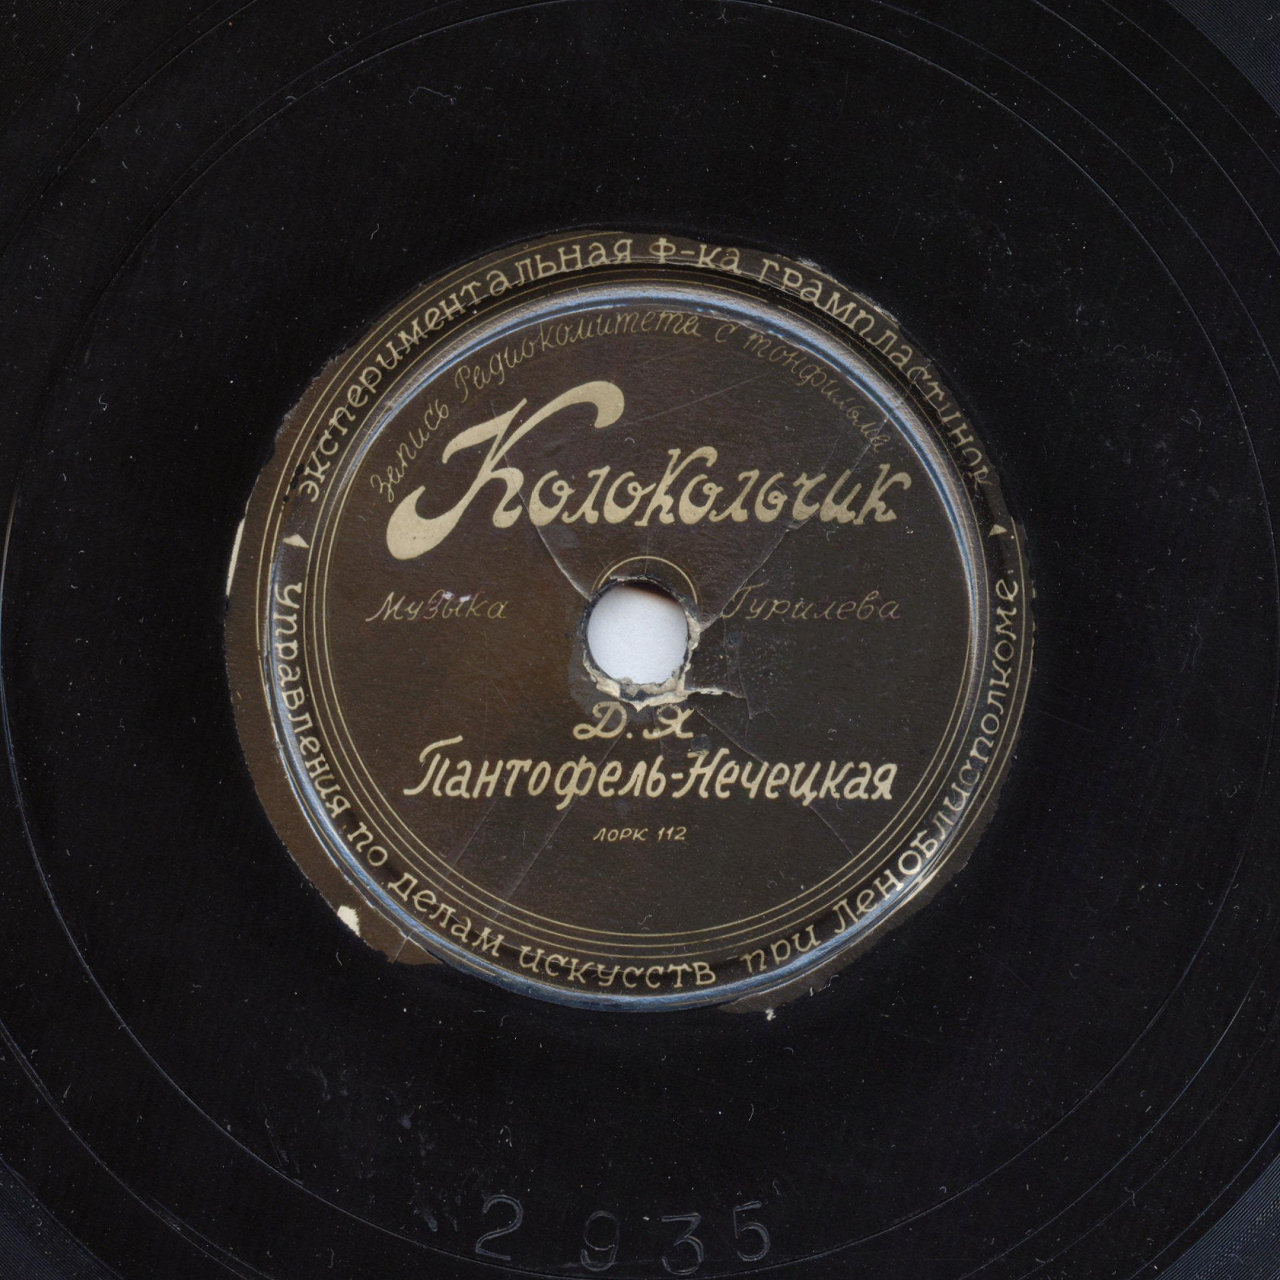 экспериментальная ф-ка грампластинок
управления по делам искусств при Леноблисполкоме:
Запись Радиокомитета с тонфильма
Колокольчик
Музыка Гурилева
Д. Я
Пантофель-Нечецкая
ЛОРК 112
2935